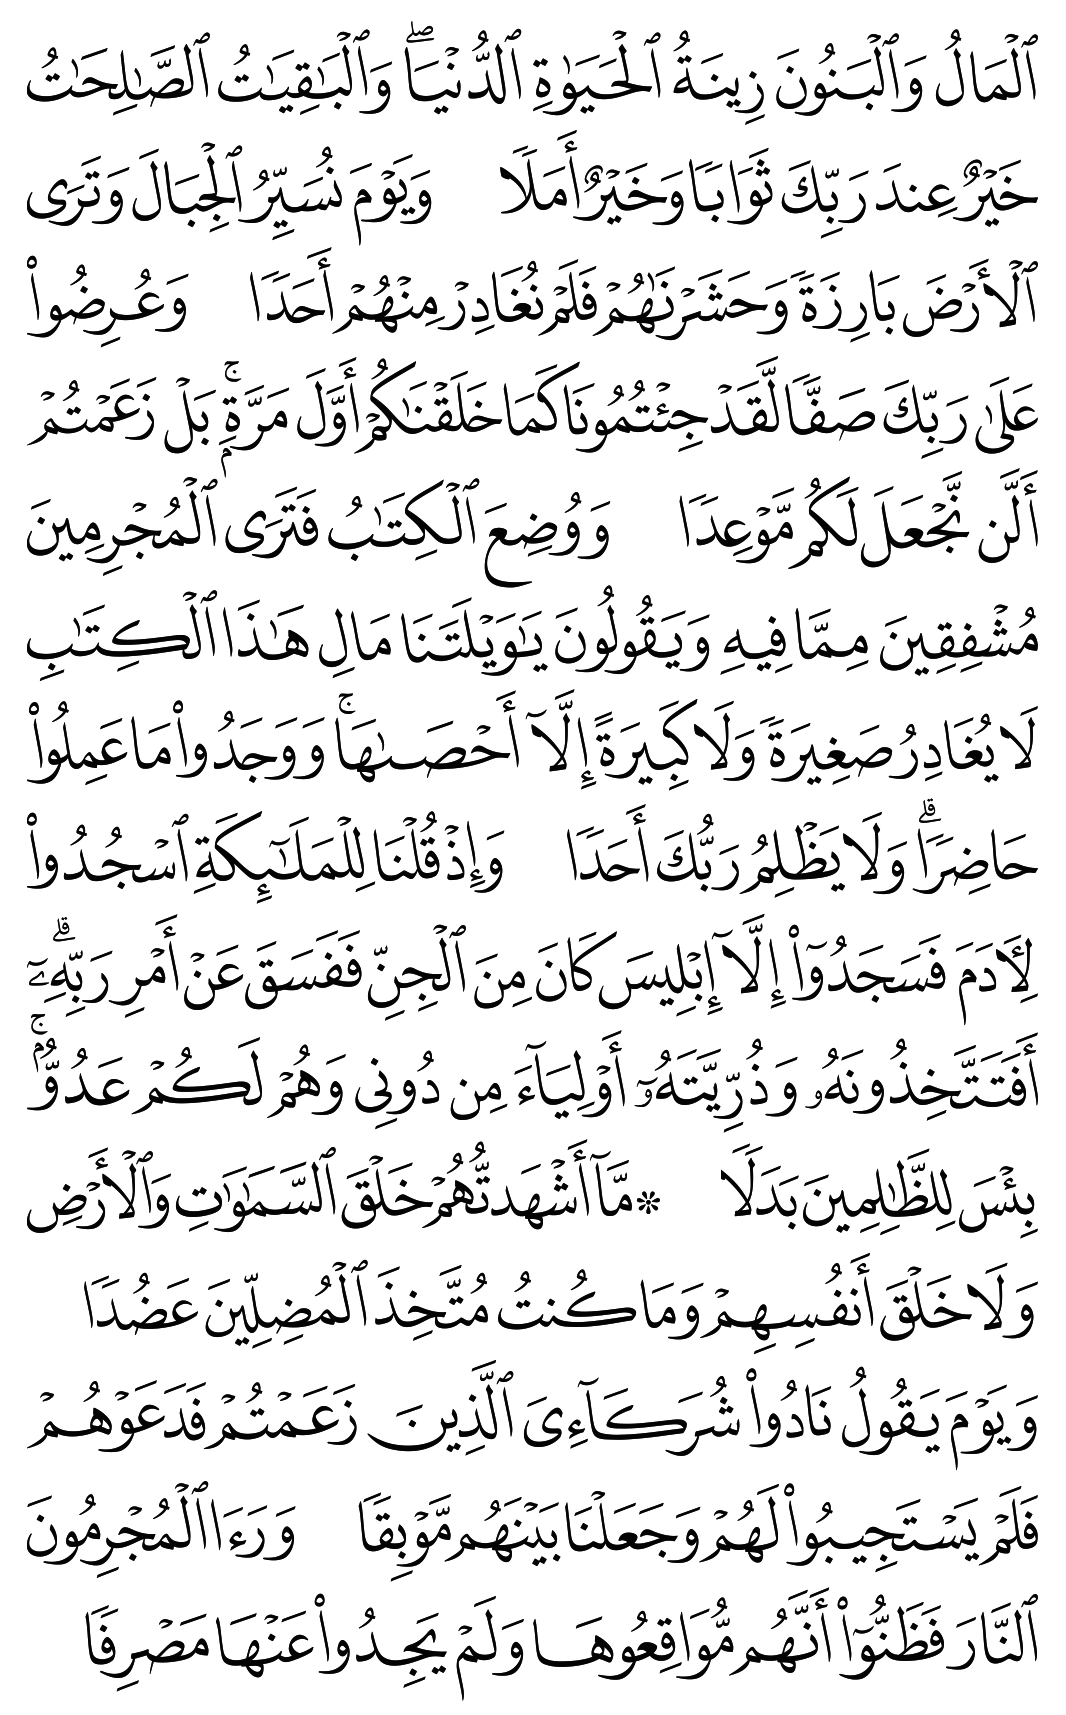 ٱلۡمَالُ وَٱلۡبَنُونَ زِينَةُ ٱلۡحَيَوٰةِ ٱلدُّنۡيَاۖ وَٱلۡبَٰقِيَٰتُ ٱلصَّٰلِحَٰتُ
خَيۡرٌ عِندَ رَبِّكَ ثَوَابٗا وَخَيۡرٌ أَمَلٗا وَيَوۡمَ نُسَيِّرُ ٱلۡجِبَالَ وَتَرَى
ٱلۡأَرۡضَ بَارِزَةٗ وَحَشَرۡنَٰهُمۡ فَلَمۡ نُغَادِرۡ مِنۡهُمۡ أَحَدٗا وَعُرِضُواْ
عَلَىٰ رَبِّكَ صَفّٗا لَّقَدۡ جِئۡتُمُونَا كَمَا خَلَقۡنَٰكُمۡ أَوَّلَ مَرَّةِۭۚ بَلۡ زَعَمۡتُمۡ
أَلَّن نَّجۡعَلَ لَكُم مَّوۡعِدٗا وَوُضِعَ ٱلۡكِتَٰبُ فَتَرَى ٱلۡمُجۡرِمِينَ
مُشۡفِقِينَ مِمَّا فِيهِ وَيَقُولُونَ يَٰوَيۡلَتَنَا مَالِ هَٰذَا ٱلۡكِتَٰبِ
لَا يُغَادِرُ صَغِيرَةٗ وَلَا كَبِيرَةً إِلَّآ أَحۡصَىٰهَاۚ وَوَجَدُواْ مَا عَمِلُواْ
حَاضِرٗاۗ وَلَا يَظۡلِمُ رَبُّكَ أَحَدٗا وَإِذۡ قُلۡنَا لِلۡمَلَٰٓئِكَةِ ٱسۡجُدُواْ
لِأٓدَمَ فَسَجَدُوٓاْ إِلَّآ إِبۡلِيسَ كَانَ مِنَ ٱلۡجِنِّ فَفَسَقَ عَنۡ أَمۡرِ رَبِّهِۦٓۗ
أَفَتَتَّخِذُونَهُۥ وَذُرِّيَّتَهُۥٓ أَوۡلِيَآءَ مِن دُونِي وَهُمۡ لَكُمۡ عَدُوُّۢۚ
بِئۡسَ لِلظَّٰلِمِينَ بَدَلٗا ۞مَّآ أَشۡهَدتُّهُمۡ خَلۡقَ ٱلسَّمَٰوَٰتِ وَٱلۡأَرۡضِ
وَلَا خَلۡقَ أَنفُسِهِمۡ وَمَا كُنتُ مُتَّخِذَ ٱلۡمُضِلِّينَ عَضُدٗا
وَيَوۡمَ يَقُولُ نَادُواْ شُرَكَآءِيَ ٱلَّذِينَ زَعَمۡتُمۡ فَدَعَوۡهُمۡ
فَلَمۡ يَسۡتَجِيبُواْ لَهُمۡ وَجَعَلۡنَا بَيۡنَهُم مَّوۡبِقٗا وَرَءَا ٱلۡمُجۡرِمُونَ
ٱلنَّارَ فَظَنُّوٓاْ أَنَّهُم مُّوَاقِعُوهَا وَلَمۡ يَجِدُواْ عَنۡهَا مَصۡرِفٗا